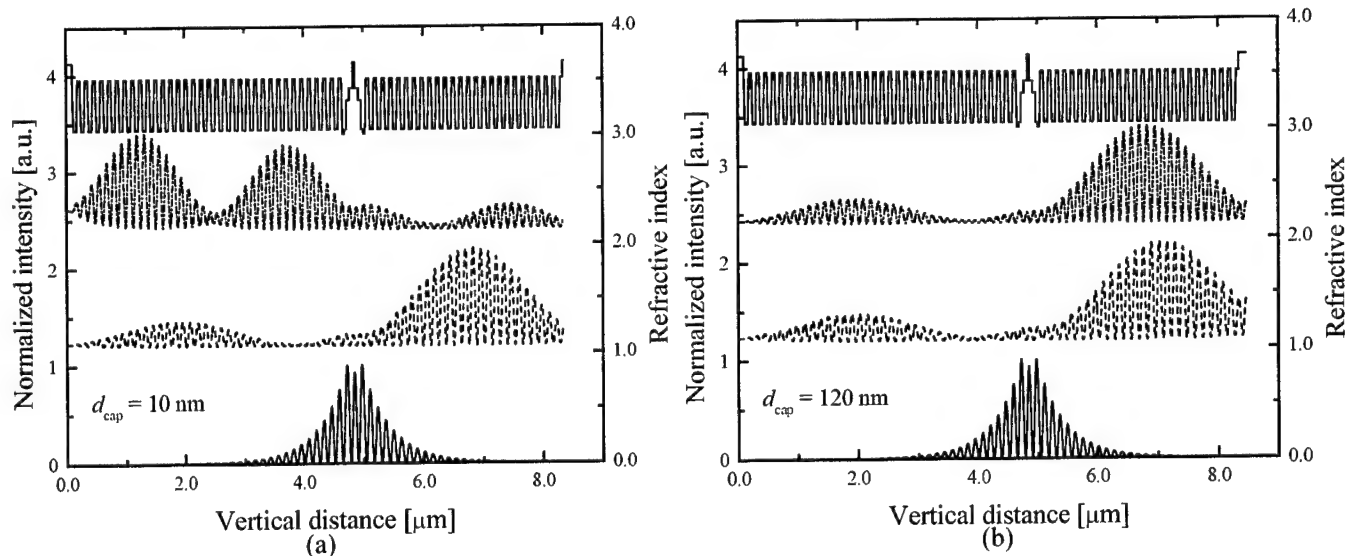 Normalized intensity [a.u.]
4
3
2
1
0
4.0
3.0
2.0
1.0
0.0
Refractive index
d_cap = 10 nm
0.0 2.0 4.0 6.0 8.0
Vertical distance [μm]
(a)
Normalized intensity [a.u.]
4
3
2
1
0
4.0
3.0
2.0
1.0
0.0
Refractive index
d_cap = 120 nm
0.0 2.0 4.0 6.0 8.0
Vertical distance [μm]
(b)